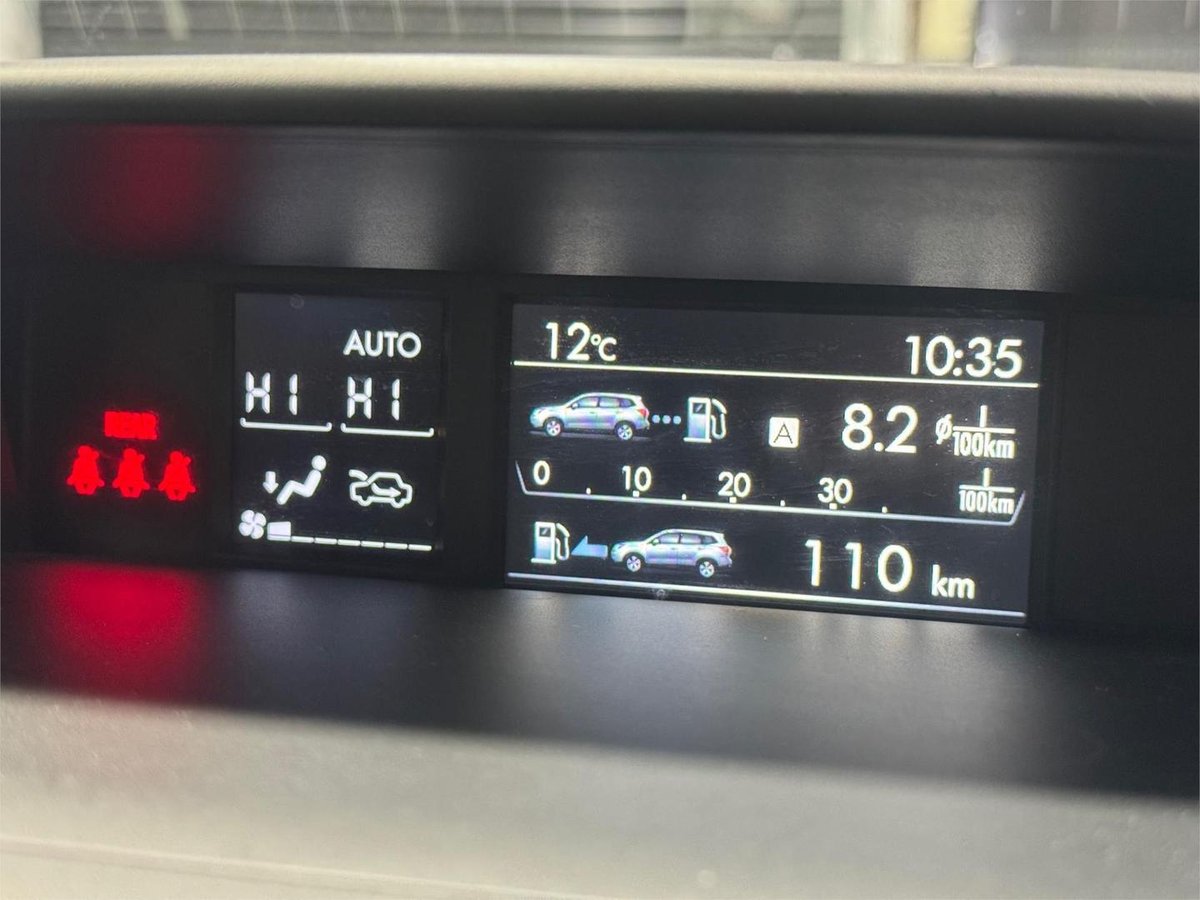 AUTO
HI HI
REAR
12°C 10:35
A 8.2 ø l/100km
0 10 20 30 l/100km
110 km